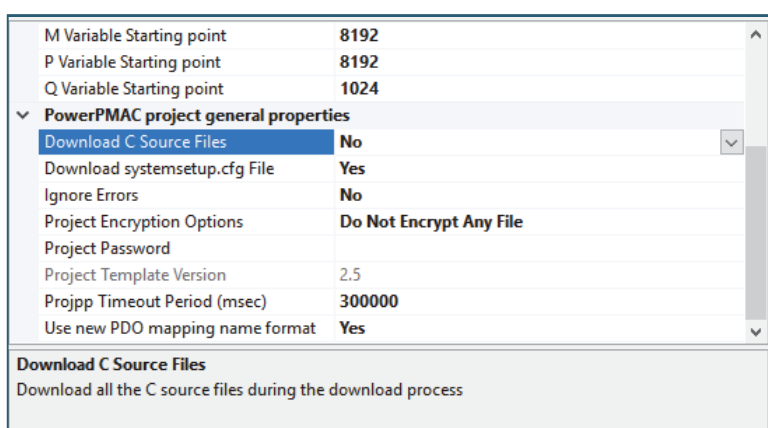 M Variable Starting point 8192
P Variable Starting point 8192
Q Variable Starting point 1024
PowerPMAC project general properties
Download C Source Files No
Download systemsetup.cfg File Yes
Ignore Errors No
Project Encryption Options Do Not Encrypt Any File
Project Password
Project Template Version 2.5
Projpp Timeout Period (msec) 300000
Use new PDO mapping name format Yes
Download C Source Files
Download all the C source files during the download process